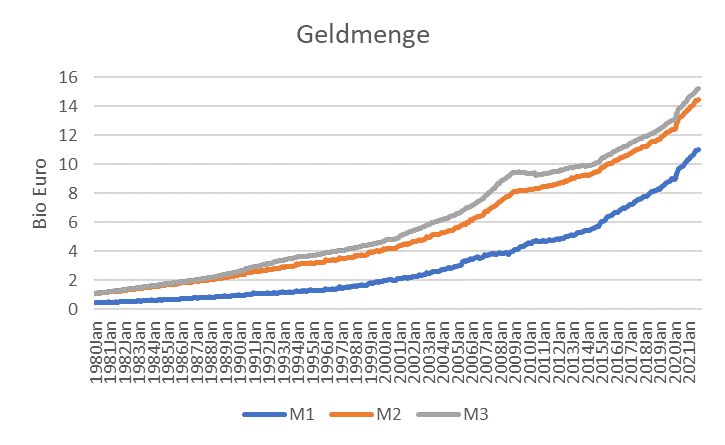 Geldmenge
16
14
12
10
8
6
4
2
0
Bio Euro
1980Jan
1981Jan
1982Jan
1983Jan
1984Jan
1985Jan
1986Jan
1987Jan
1988Jan
1989Jan
1990Jan
1991Jan
1992Jan
1993Jan
1994Jan
1995Jan
1996Jan
1997Jan
1998Jan
1999Jan
2000Jan
2001Jan
2002Jan
2003Jan
2004Jan
2005Jan
2006Jan
2007Jan
2008Jan
2009Jan
2010Jan
2011Jan
2012Jan
2013Jan
2014Jan
2015Jan
2016Jan
2017Jan
2018Jan
2019Jan
2020Jan
2021Jan
M1 M2 M3